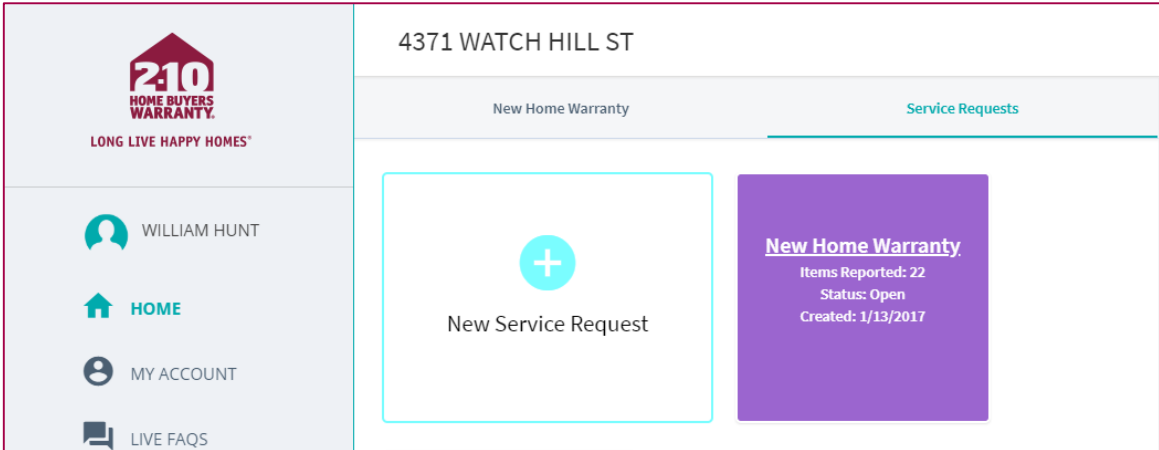 2-10
HOME BUYERS
WARRANTY.
LONG LIVE HAPPY HOMES®
WILLIAM HUNT
HOME
MY ACCOUNT
LIVE FAQS
4371 WATCH HILL ST
New Home Warranty
Service Requests
New Service Request
New Home Warranty
Items Reported: 22
Status: Open
Created: 1/13/2017